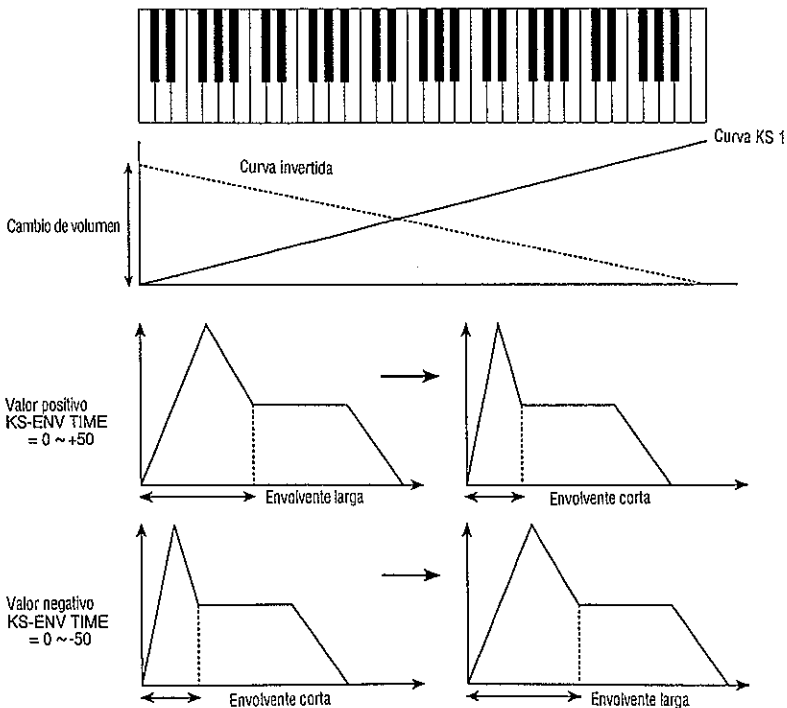 Curva KS 1
Curva invertida
Cambio de volumen
Valor positivo
KS-ENV TIME
= 0 ~ +50
Envolvente larga
Envolvente corta
Valor negativo
KS-ENV TIME
= 0 ~ -50
Envolvente corta
Envolvente larga